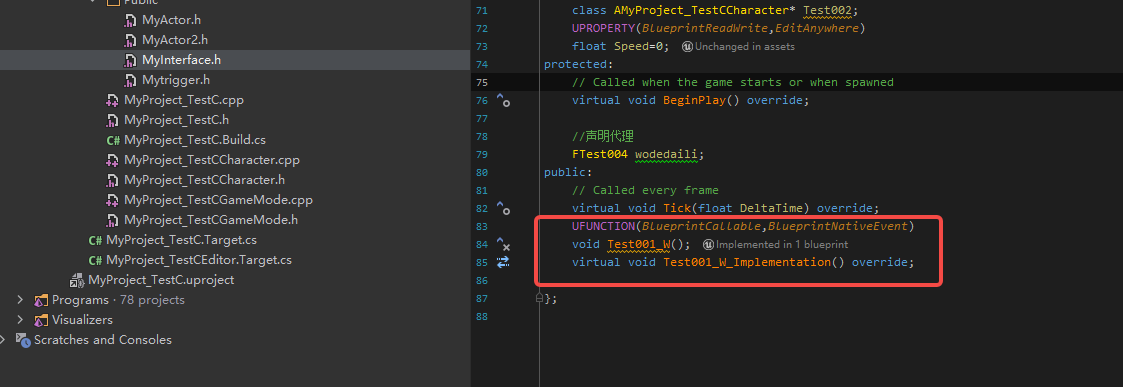 Public
MyActor.h
MyActor2.h
MyInterface.h
Mytrigger.h
MyProject_TestC.cpp
MyProject_TestC.h
C# MyProject_TestC.Build.cs
MyProject_TestCCharacter.cpp
MyProject_TestCCharacter.h
MyProject_TestCGameMode.cpp
MyProject_TestCGameMode.h
C# MyProject_TestC.Target.cs
C# MyProject_TestCEditor.Target.cs
MyProject_TestC.uproject
Programs · 78 projects
Visualizers
Scratches and Consoles
71 class AMyProject_TestCCharacter* Test002;
72 UPROPERTY(BlueprintReadWrite,EditAnywhere)
73 float Speed=0; Unchanged in assets
74 protected:
75 // Called when the game starts or when spawned
76 virtual void BeginPlay() override;
77
78 //声明代理
79 FTest004 wodedaili;
80 public:
81 // Called every frame
82 virtual void Tick(float DeltaTime) override;
83 UFUNCTION(BlueprintCallable,BlueprintNativeEvent)
84 void Test001_W(); Implemented in 1 blueprint
85 virtual void Test001_W_Implementation() override;
86
87 };
88